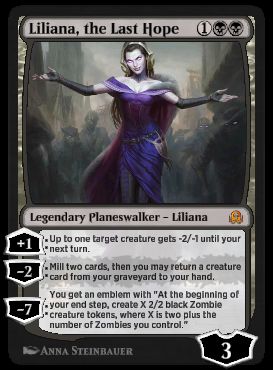 Liliana, the Last Hope 1
Legendary Planeswalker – Liliana
+1
Up to one target creature gets -2/-1 until your
next turn.
-2
Mill two cards, then you may return a creature
card from your graveyard to your hand.
-7
You get an emblem with "At the beginning of
your end step, create X 2/2 black Zombie
creature tokens, where X is two plus the
number of Zombies you control."
Anna Steinbauer
3